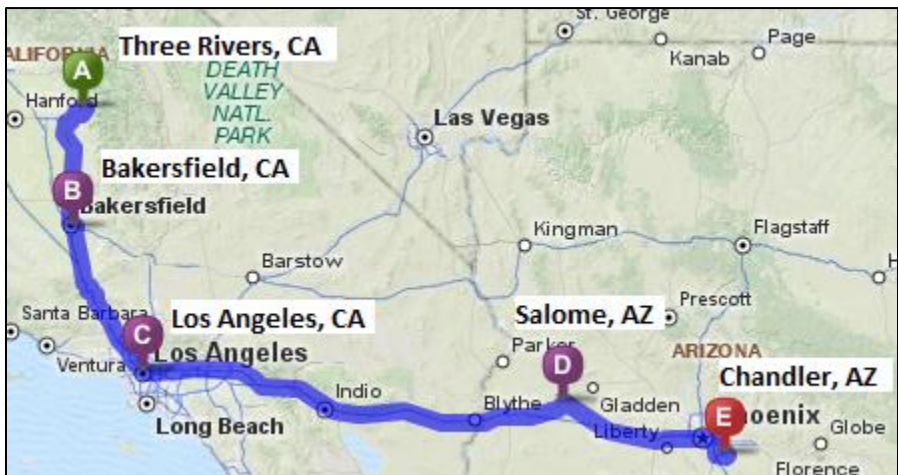 St. George
Three Rivers, CA
Page
CALIFORNIA
A
Kanab
DEATH
VALLEY
NATL.
PARK
Hanford
Las Vegas
Bakersfield, CA
B
Bakersfield
Kingman
Flagstaff
Barstow
H
Santa Barbara
Los Angeles, CA
Salome, AZ
Prescott
C
Los Angeles
Ventura
Parker
D
ARIZONA
Chandler, AZ
Indio
Blythe
Gladden
E
hoenix
Long Beach
Liberty
Globe
Florence